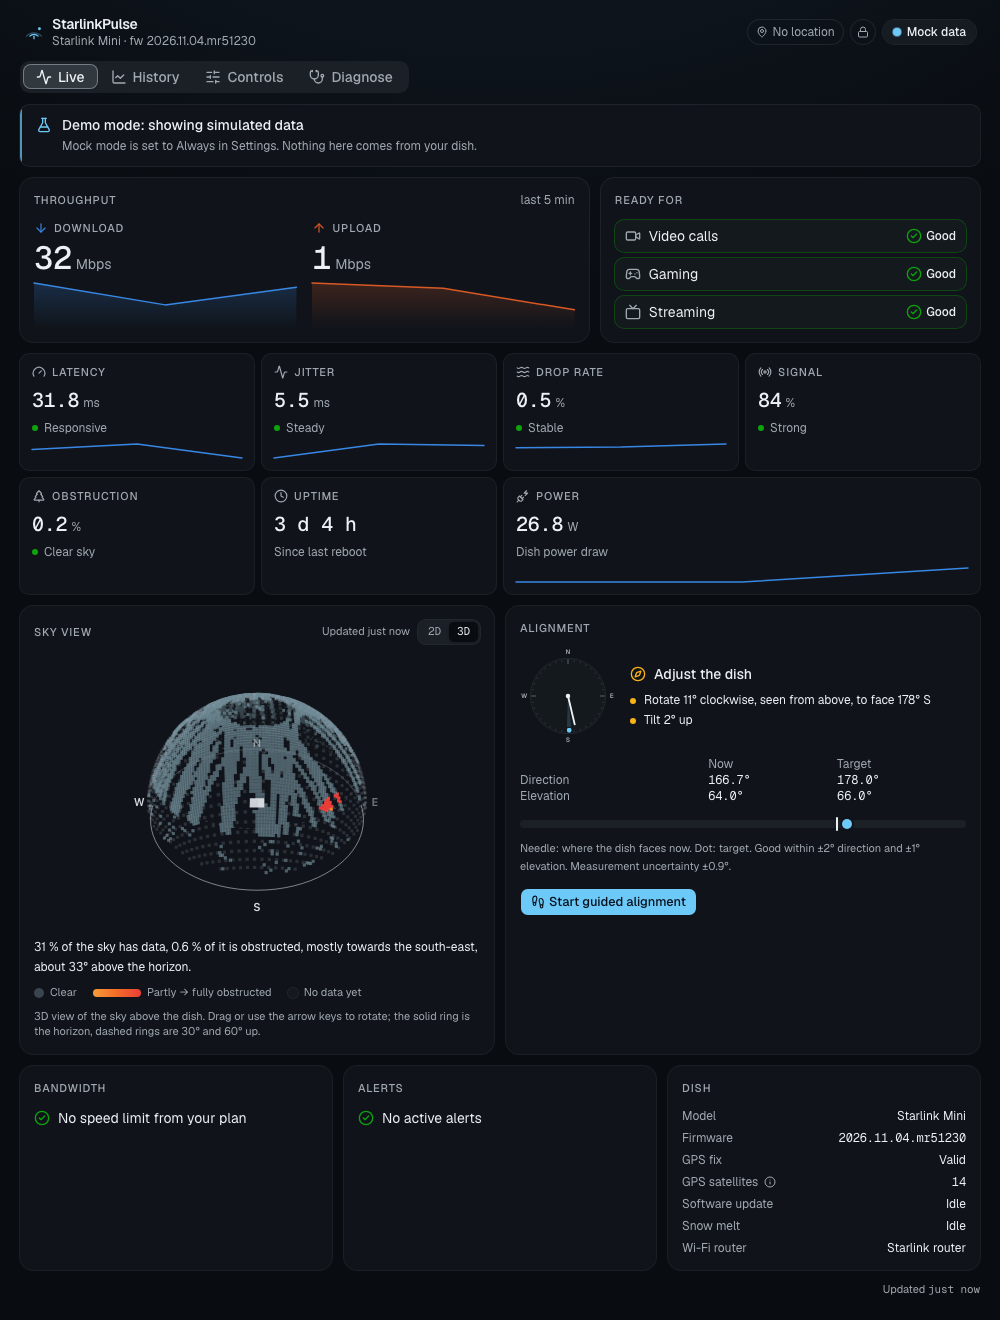 StarlinkPulse
Starlink Mini · fw 2026.11.04.mr51230
No location
Mock data
Live
History
Controls
Diagnose
Demo mode: showing simulated data
Mock mode is set to Always in Settings. Nothing here comes from your dish.
THROUGHPUT
last 5 min
DOWNLOAD
32 Mbps
UPLOAD
1 Mbps
READY FOR
Video calls
Good
Gaming
Good
Streaming
Good
LATENCY
31.8 ms
Responsive
JITTER
5.5 ms
Steady
DROP RATE
0.5 %
Stable
SIGNAL
84 %
Strong
OBSTRUCTION
0.2 %
Clear sky
UPTIME
3 d 4 h
Since last reboot
POWER
26.8 W
Dish power draw
SKY VIEW
Updated just now
2D
3D
N
W
E
S
31 % of the sky has data, 0.6 % of it is obstructed, mostly towards the south-east,
about 33° above the horizon.
Clear
Partly → fully obstructed
No data yet
3D view of the sky above the dish. Drag or use the arrow keys to rotate; the solid ring is
the horizon, dashed rings are 30° and 60° up.
ALIGNMENT
N
W
E
S
Adjust the dish
Rotate 11° clockwise, seen from above, to face 178° S
Tilt 2° up
Now Target
Direction 166.7° 178.0°
Elevation 64.0° 66.0°
Needle: where the dish faces now. Dot: target. Good within ±2° direction and ±1°
elevation. Measurement uncertainty ±0.9°.
Start guided alignment
BANDWIDTH
No speed limit from your plan
ALERTS
No active alerts
DISH
Model Starlink Mini
Firmware 2026.11.04.mr51230
GPS fix Valid
GPS satellites 14
Software update Idle
Snow melt Idle
Wi-Fi router Starlink router
Updated just now